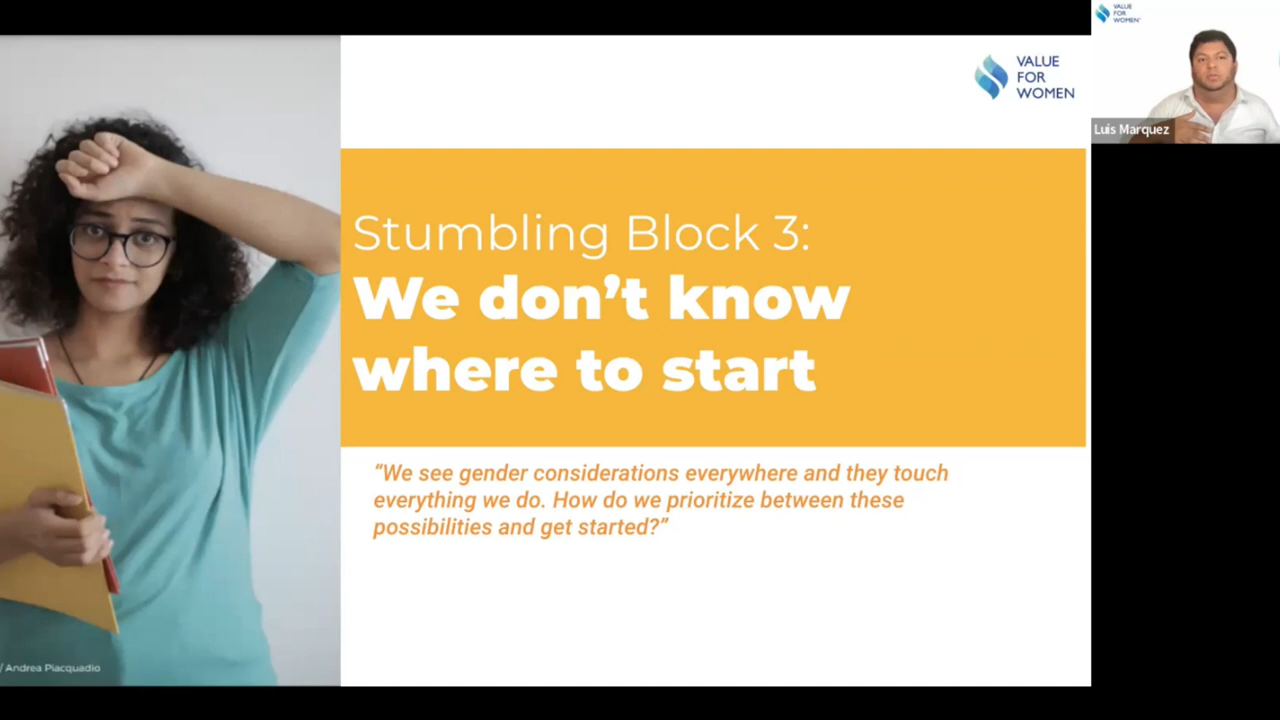 VALUE
FOR
WOMEN
Stumbling Block 3:
We don’t know
where to start
“We see gender considerations everywhere and they touch
everything we do. How do we prioritize between these
possibilities and get started?”
/ Andrea Piacquadio
VALUE
FOR
WOMEN
Luis Marquez